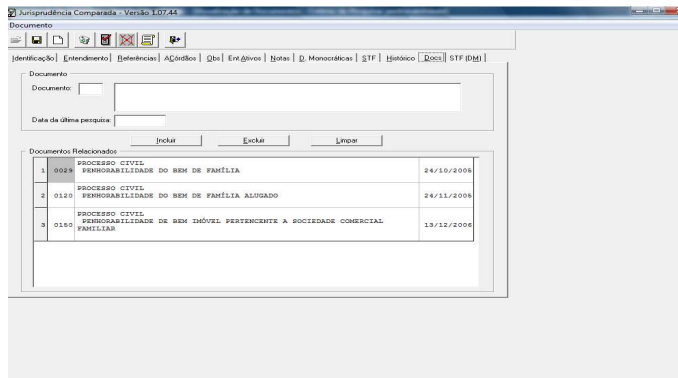 Jurisprudência Comparada - Versão 1.07.44
Documento
Identificação Entendimento Referências ACórdãos Obs Ent.Ativos Notas D. Monocráticas STF Histórico Docs STF (DM)
Documento
Documento:
Data da última pesquisa:
Incluir Excluir Limpar
Documentos Relacionados
1 0029 PROCESSO CIVIL
PENHORABILIDADE DO BEM DE FAMÍLIA 24/10/2006
2 0120 PROCESSO CIVIL
PENHORABILIDADE DO BEM DE FAMÍLIA ALUGADO 24/11/2006
3 0150 PROCESSO CIVIL
PENHORABILIDADE DE BEM IMÓVEL PERTENCENTE A SOCIEDADE COMERCIAL
FAMILIAR 13/12/2006